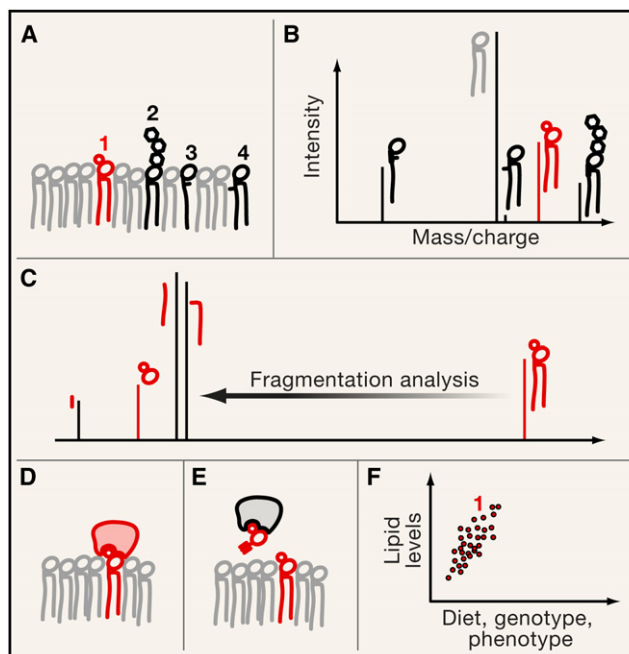 A
1
2
3
4
B
Intensity
Mass/charge
C
Fragmentation analysis
D
E
F
1
Lipid
levels
Diet, genotype,
phenotype